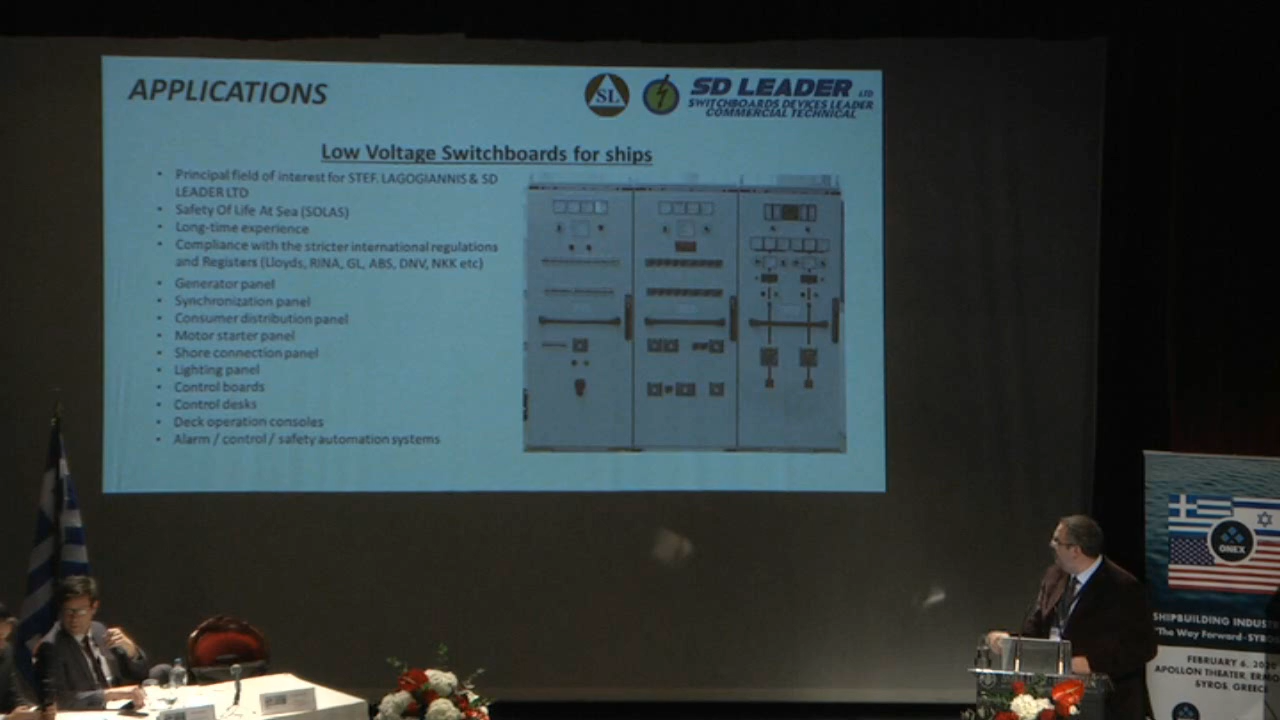 APPLICATIONS
SL
SD LEADER LTD
SWITCHBOARDS DEVICES LEADER
COMMERCIAL TECHNICAL
Low Voltage Switchboards for ships
• Principal field of interest for STEF. LAGOGIANNIS & SD
LEADER LTD
• Safety Of Life At Sea (SOLAS)
• Long-time experience
• Compliance with the stricter international regulations
and Registers (Lloyds, RINA, GL, ABS, DNV, NKK etc)
• Generator panel
• Synchronization panel
• Consumer distribution panel
• Motor starter panel
• Shore connection panel
• Lighting panel
• Control boards
• Control desks
• Deck operation consoles
• Alarm / control / safety automation systems
ONEX
SHIPBUILDING INDUST
"The Way Forward-SYRO
FEBRUARY 6, 202
APOLLON THEATER, ERMO
SYROS, GREECE